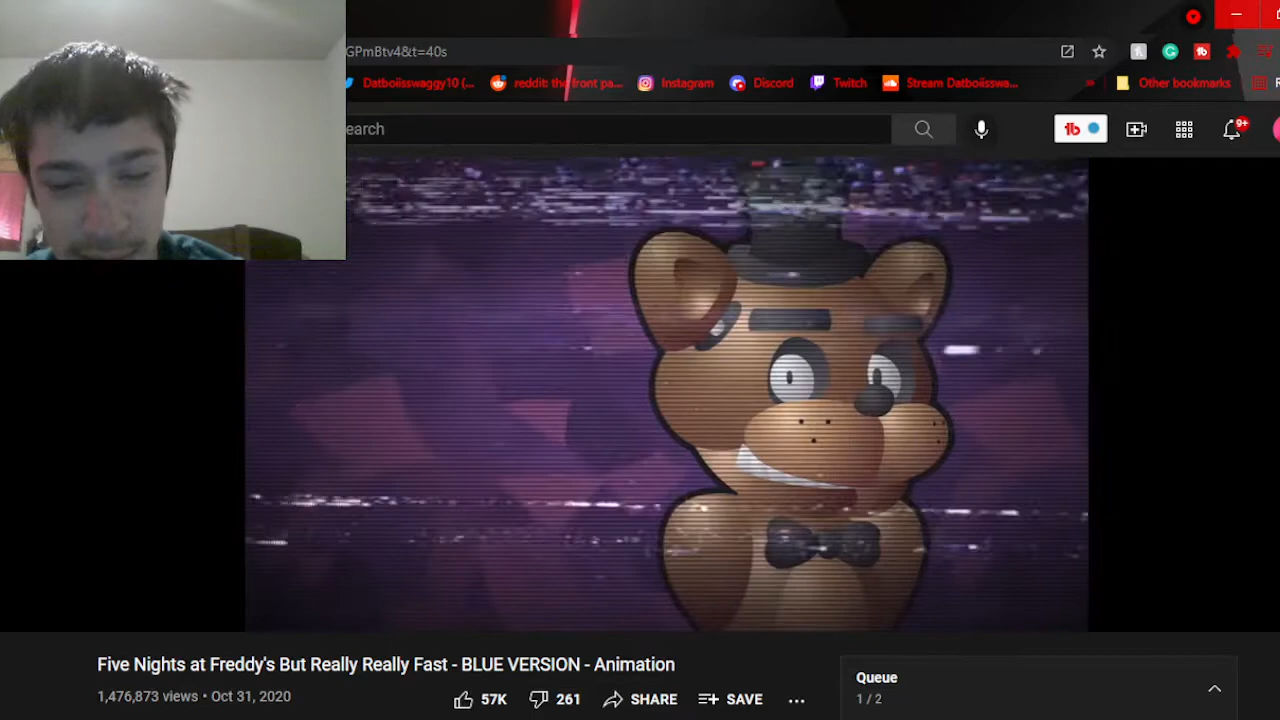 GPmBtv4&t=40s
Datboiisswaggy10 (...
reddit: the front pa...
Instagram
Discord
Twitch
Stream Datboiisswa...
»
Other bookmarks
R
earch
9+
Five Nights at Freddy's But Really Really Fast - BLUE VERSION - Animation
1,476,873 views • Oct 31, 2020
57K
261
SHARE
SAVE
...
Queue
1 / 2